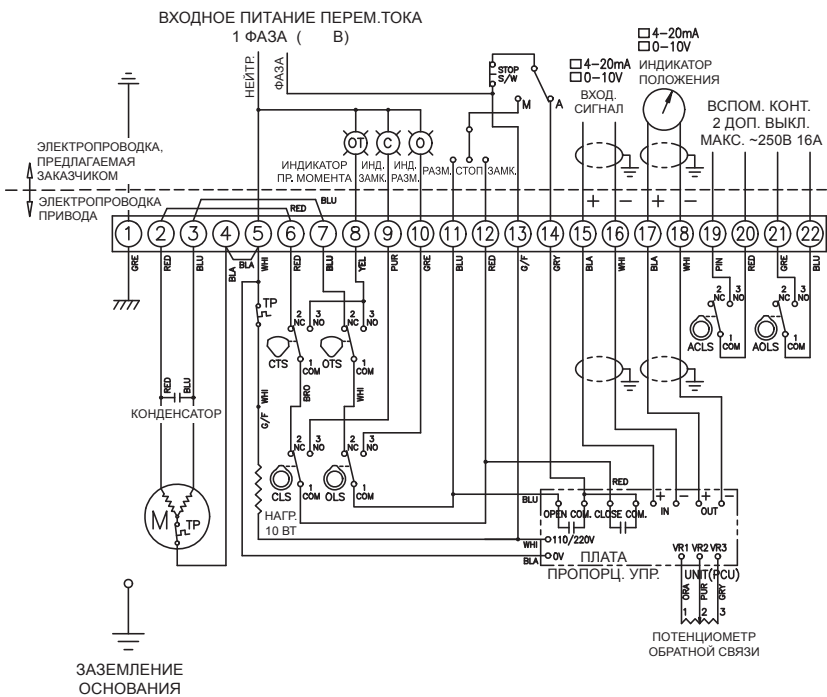 ВХОДНОЕ ПИТАНИЕ ПЕРЕМ.ТОКА
1 ФАЗА (      В)
НЕЙТР.
ФАЗА
STOP
S/W
M
A
4–20mA
0–10V
ВХОД.
СИГНАЛ
4–20mA
0–10V
ИНДИКАТОР
ПОЛОЖЕНИЯ
ВСПОМ. КОНТ.
2 ДОП. ВЫКЛ.
МАКС. ~250В 16А
ЭЛЕКТРОПРОВОДКА,
ПРЕДЛАГАЕМАЯ
ЗАКАЗЧИКОМ
ЭЛЕКТРОПРОВОДКА
ПРИВОДА
OT
C
O
ИНДИКАТОР
ПР. МОМЕНТА
ИНД.
ЗАМК.
ИНД.
РАЗМ.
РАЗМ.
СТОП
ЗАМК.
+ − + −
BLU
RED
1 2 3 4 5 6 7 8 9 10 11 12 13 14 15 16 17 18 19 20 21 22
GRE RED BLU BLA BLA WHI RED BLU YEL PUR GRE BLU RED G/F GRY BLA WHI BLA WHI PIN RED GRE BLU
TP
2 NC 3 NO
1 COM
CTS
2 NC 3 NO
1 COM
OTS
2 NC 3 NO
1 COM
ACLS
2 NC 3 NO
1 COM
AOLS
RED
BLU
КОНДЕНСАТОР
WHI
G/F
BRO
WHI
2 NC 3 NO
1 COM
CLS
2 NC 3 NO
1 COM
OLS
M
TP
НАГР.
10 ВТ
RED
BLU
+ − + −
OPEN COM. CLOSE COM. IN OUT
WHI
110/220V
BLA
0V
ПЛАТА
ПРОПОРЦ. УПР.
UNIT(PCU)
VR1 VR2 VR3
ORA PUR GRY
1 2 3
ПОТЕНЦИОМЕТР
ОБРАТНОЙ СВЯЗИ
ЗАЗЕМЛЕНИЕ
ОСНОВАНИЯ